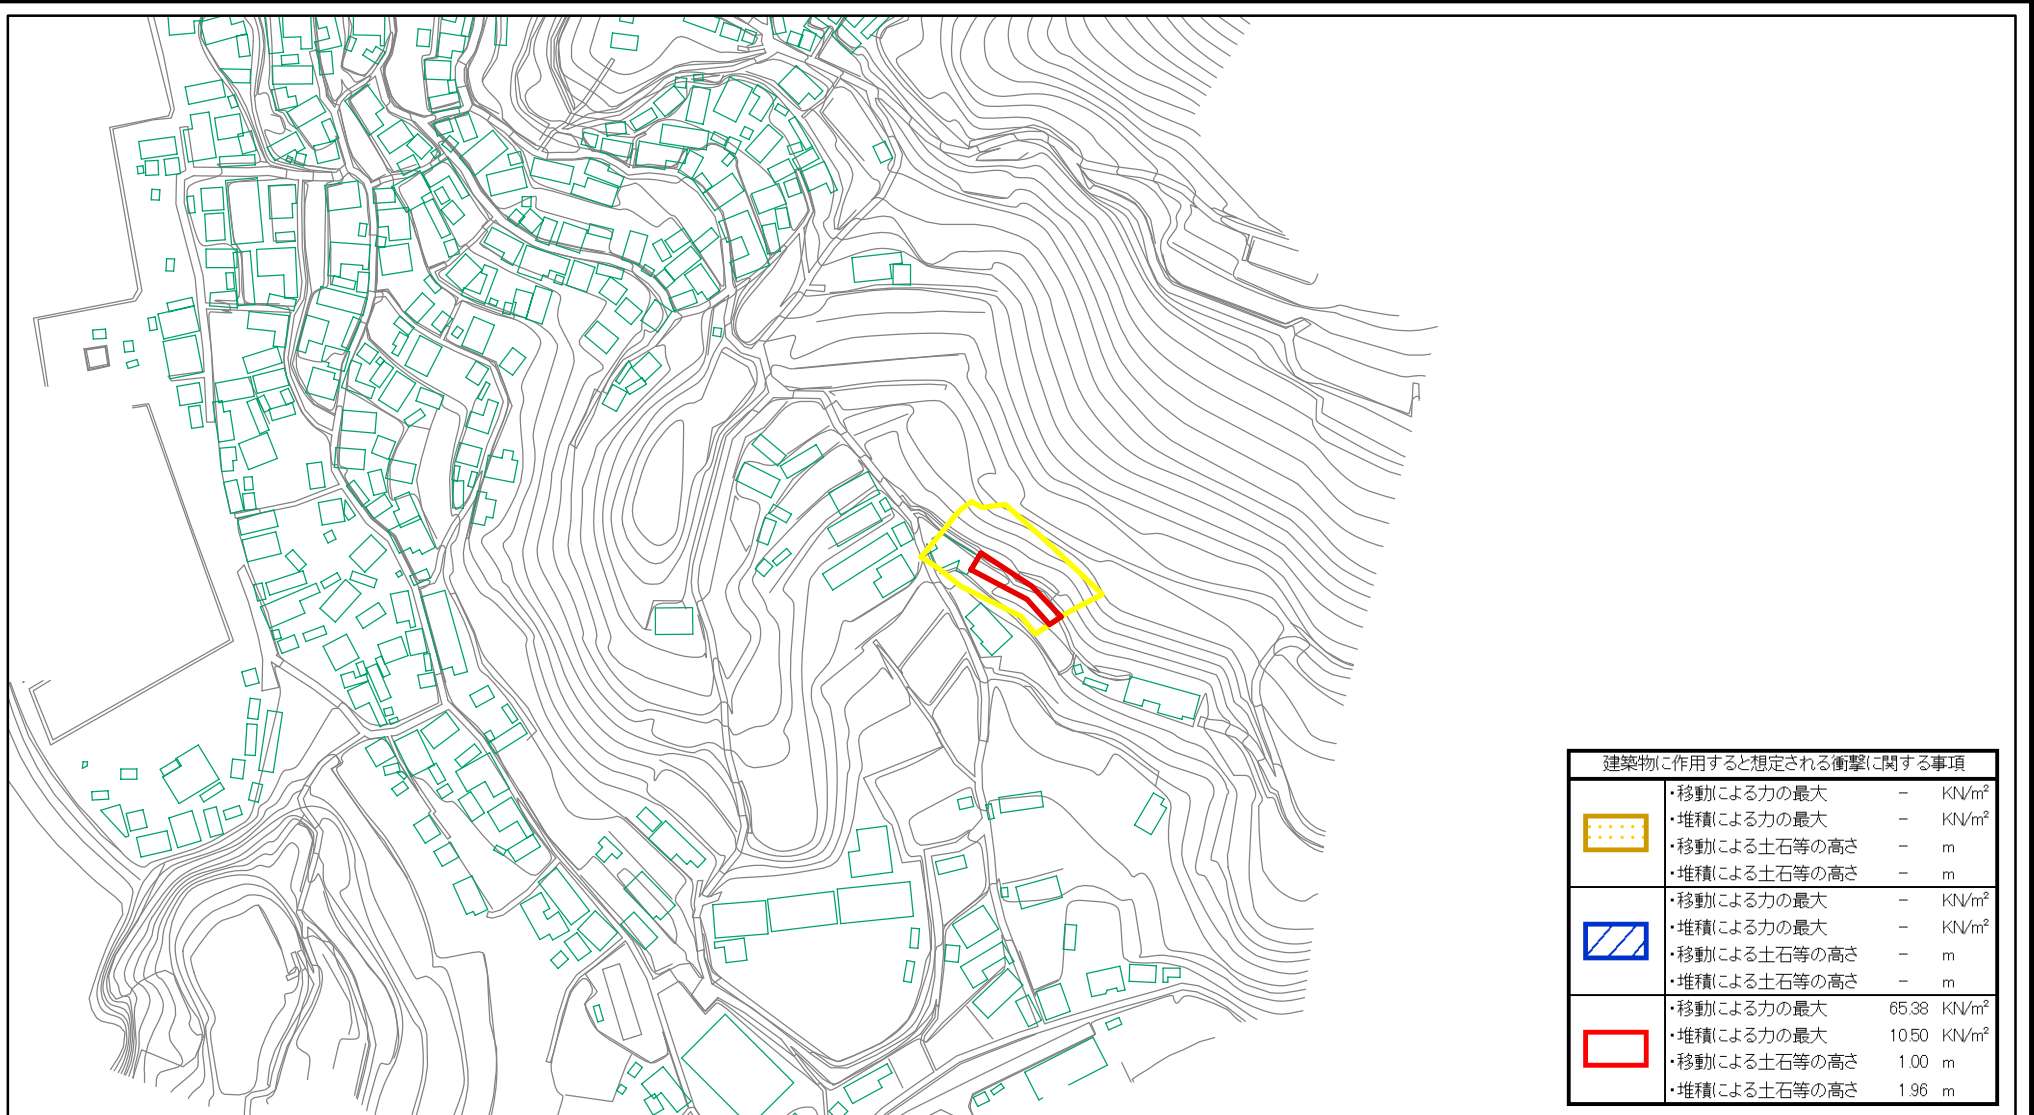 建築物に作用すると想定される衝撃に関する事項
・移動による力の最大 - KN/m²
・堆積による力の最大 - KN/m²
・移動による土石等の高さ - m
・堆積による土石等の高さ - m
・移動による力の最大 - KN/m²
・堆積による力の最大 - KN/m²
・移動による土石等の高さ - m
・堆積による土石等の高さ - m
・移動による力の最大 65.38 KN/m²
・堆積による力の最大 10.50 KN/m²
・移動による土石等の高さ 1.00 m
・堆積による土石等の高さ 1.96 m